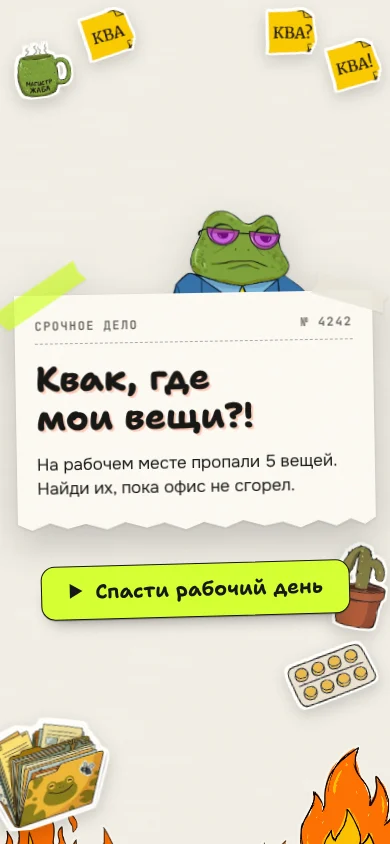 КВА
КВА?
КВА!
МАГИСТР
ЖАБА
СРОЧНОЕ ДЕЛО
№ 4242
Квак, где
мои вещи?!
На рабочем месте пропали 5 вещей.
Найди их, пока офис не сгорел.
Спасти рабочий день